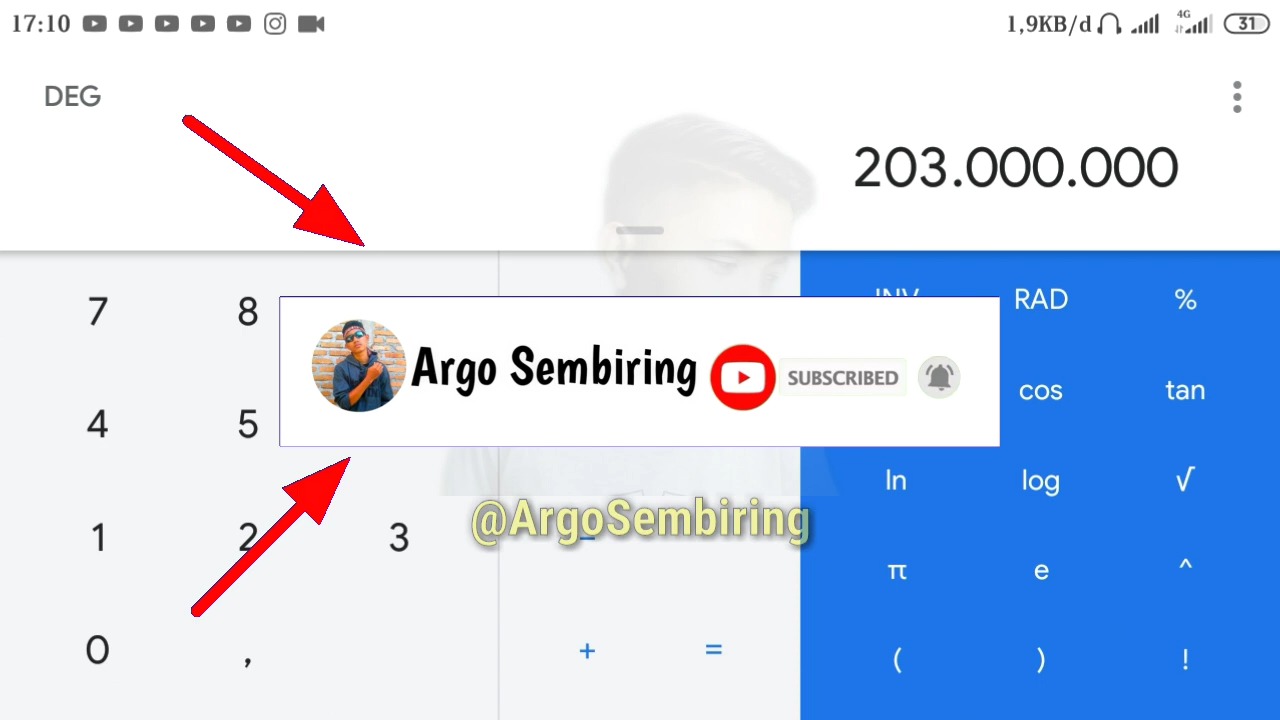 17:10 1,9KB/d 4G 31
DEG
203.000.000
7 8 INV RAD %
Argo Sembiring SUBSCRIBED
4 5 cos tan
ln log √
@ArgoSembiring
1 2 3 −
π e ^
0 , + = ( ) !